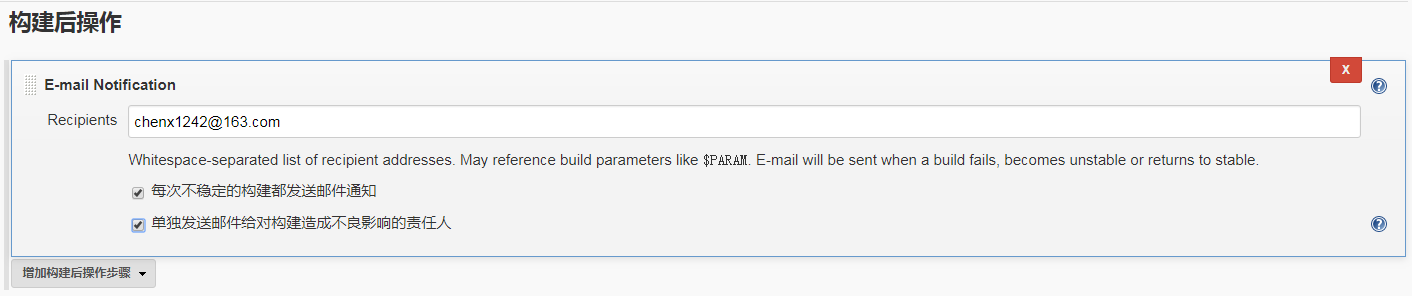 构建后操作
E-mail Notification
X
Recipients
chenx1242@163.com
Whitespace-separated list of recipient addresses. May reference build parameters like $PARAM. E-mail will be sent when a build fails, becomes unstable or returns to stable.
每次不稳定的构建都发送邮件通知
单独发送邮件给对构建造成不良影响的责任人
增加构建后操作步骤